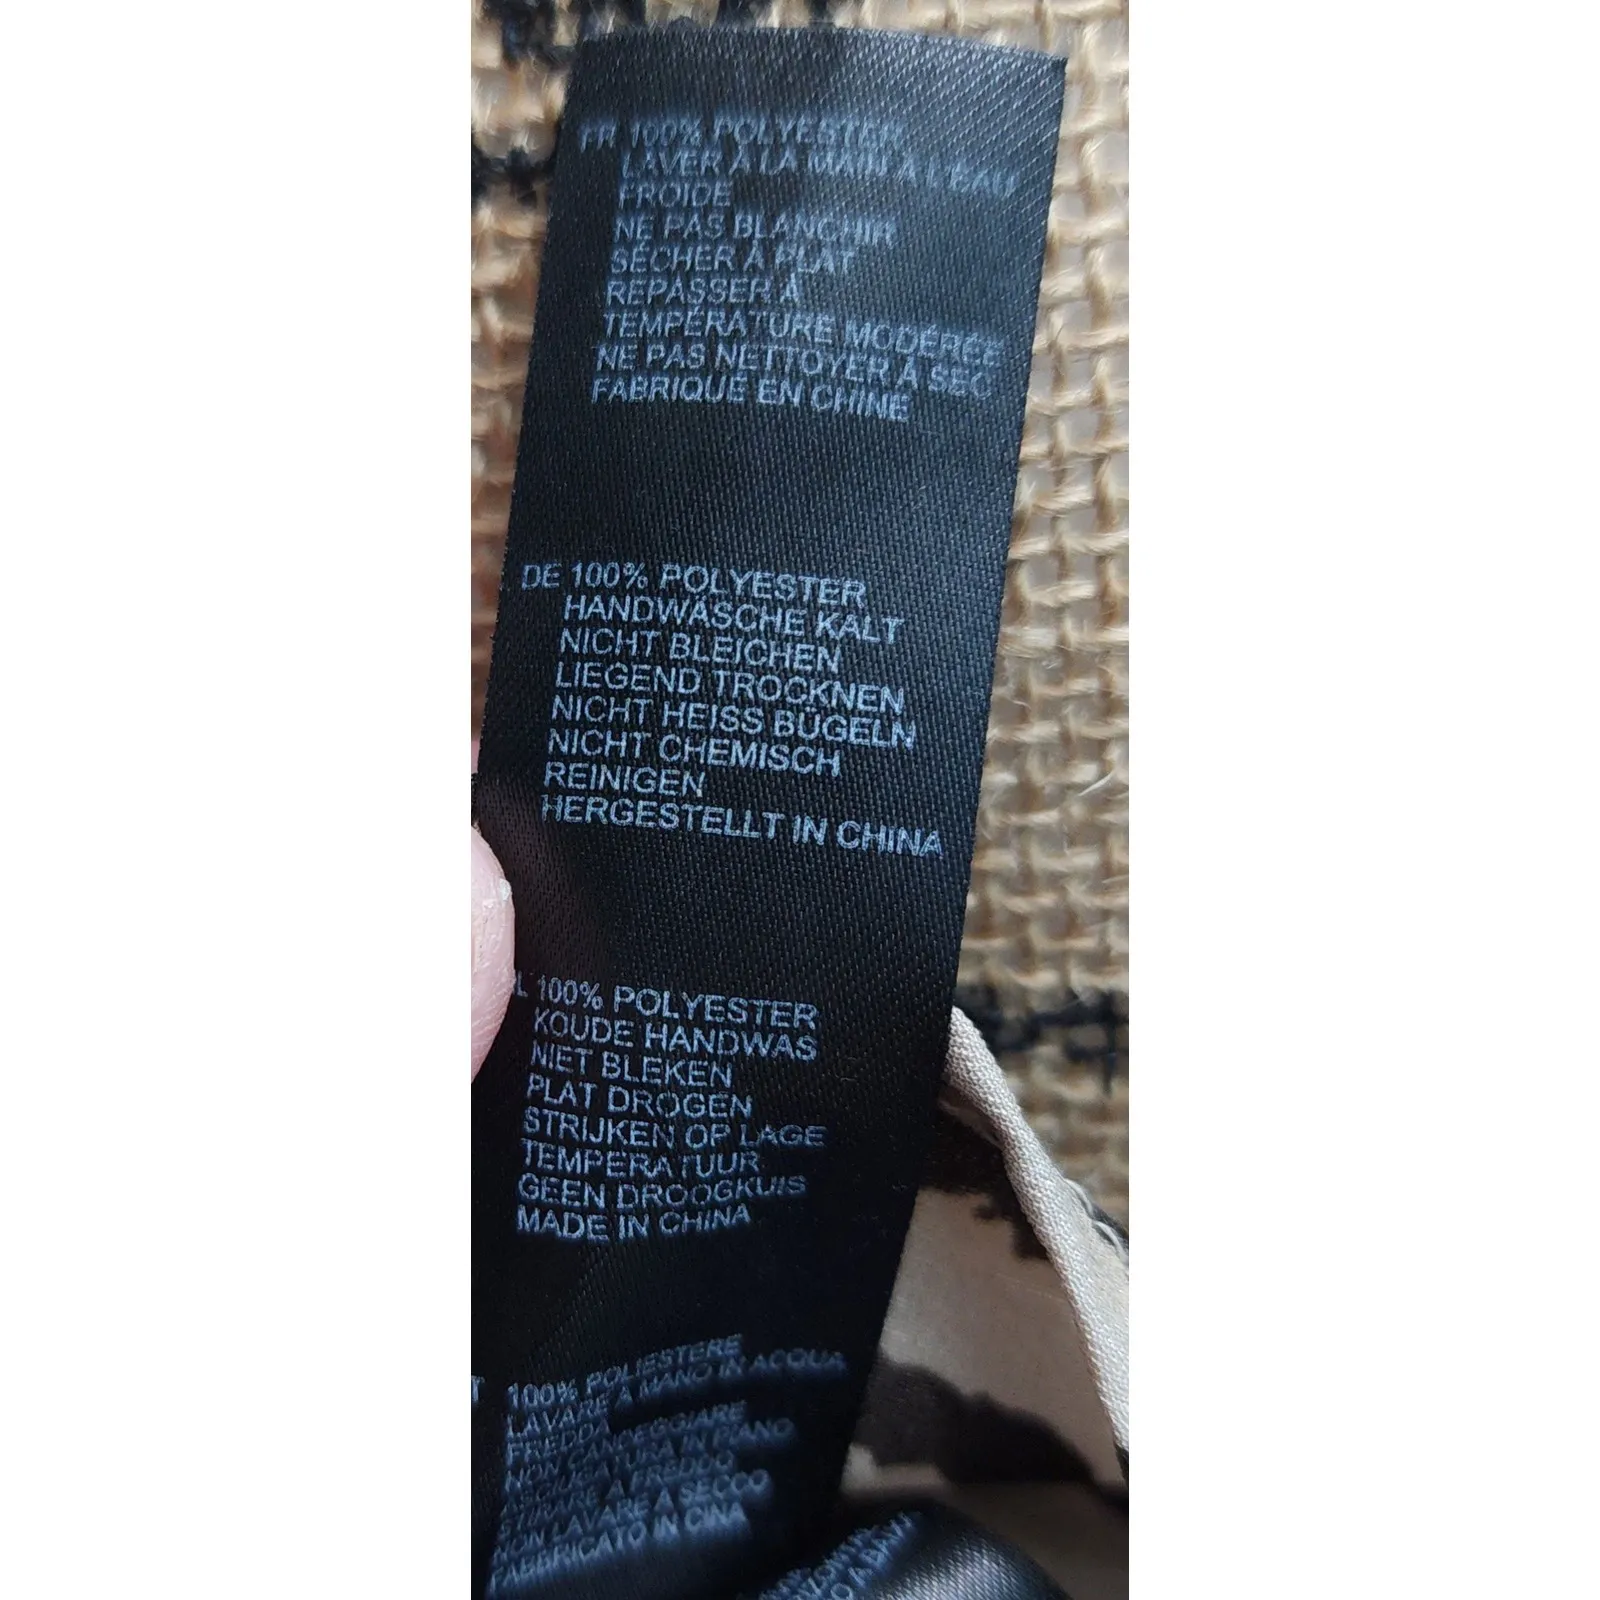 FR 100% POLYESTER
LAVER À LA MAIN À L'EAU
FROIDE
NE PAS BLANCHIR
SÉCHER À PLAT
REPASSER À
TEMPÉRATURE MODÉRÉE
NE PAS NETTOYER À SEC
FABRIQUÉ EN CHINE
DE 100% POLYESTER
HANDWÄSCHE KALT
NICHT BLEICHEN
LIEGEND TROCKNEN
NICHT HEISS BÜGELN
NICHT CHEMISCH
REINIGEN
HERGESTELLT IN CHINA
L 100% POLYESTER
KOUDE HANDWAS
NIET BLEKEN
PLAT DROGEN
STRIJKEN OP LAGE
TEMPERATUUR
GEEN DROOGKUIS
MADE IN CHINA
T 100% POLIESTERE
LAVARE A MANO IN ACQUA
FREDDA
NON CANDEGGIARE
IN PIANO
STIRARE A FREDDO
NON LAVARE A SECCO
FABBRICATO IN CINA